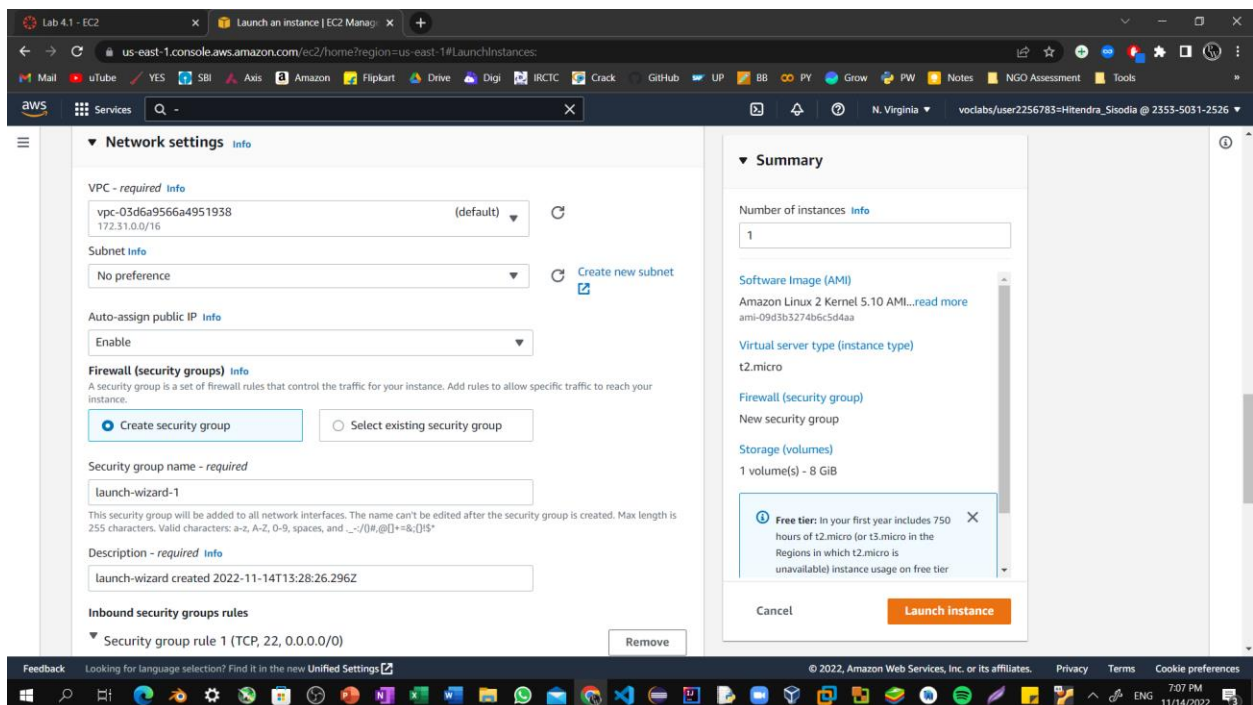 Lab 4.1 - EC2
Launch an instance | EC2 Manag
us-east-1.console.aws.amazon.com/ec2/home?region=us-east-1#LaunchInstances:
Mail uTube YES SBI Axis Amazon Flipkart Drive Digi IRCTC Crack GitHub UP BB PY Grow PW Notes NGO Assessment Tools »
aws Services - N. Virginia voclabs/user2256783=Hitendra_Sisodia @ 2353-5031-2526
Network settings Info
VPC - required Info
vpc-03d6a9566a4951938 (default)
172.31.0.0/16
Subnet Info
No preference
Create new subnet
Auto-assign public IP Info
Enable
Firewall (security groups) Info
A security group is a set of firewall rules that control the traffic for your instance. Add rules to allow specific traffic to reach your
instance.
Create security group
Select existing security group
Security group name - required
launch-wizard-1
This security group will be added to all network interfaces. The name can't be edited after the security group is created. Max length is
255 characters. Valid characters: a-z, A-Z, 0-9, spaces, and ._-:/()#,@[]+=&;{}!$*
Description - required Info
launch-wizard created 2022-11-14T13:28:26.296Z
Inbound security groups rules
Security group rule 1 (TCP, 22, 0.0.0.0/0)
Remove
Summary
Number of instances Info
1
Software Image (AMI)
Amazon Linux 2 Kernel 5.10 AMI...read more
ami-09d3b3274b6c5d4aa
Virtual server type (instance type)
t2.micro
Firewall (security group)
New security group
Storage (volumes)
1 volume(s) - 8 GiB
Free tier: In your first year includes 750
hours of t2.micro (or t3.micro in the
Regions in which t2.micro is
unavailable) instance usage on free tier
Cancel
Launch instance
Feedback Looking for language selection? Find it in the new Unified Settings © 2022, Amazon Web Services, Inc. or its affiliates. Privacy Terms Cookie preferences
ENG
7:07 PM
11/14/2022